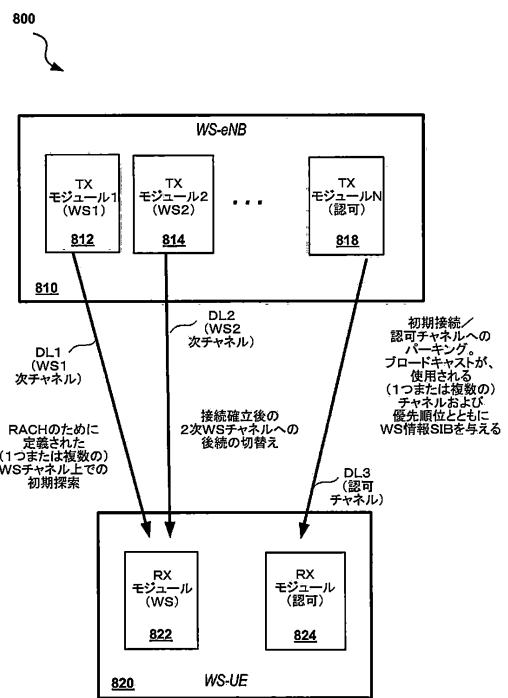 800
WS-eNB
TX
モジュール1
(WS1)
812
TX
モジュール2
(WS2)
814
...
TX
モジュールN
(認可)
818
810
DL1
(WS1
次チャネル)
DL2
(WS2
次チャネル)
初期接続/
認可チャネルへの
パーキング。
ブロードキャストが、
使用される
(1つまたは複数の)
チャネルおよび
優先順位とともに
WS情報SIBを与える
RACHのために
定義された
(1つまたは複数の)
WSチャネル上での
初期探索
接続確立後の
2次WSチャネルへの
後続の切替え
DL3
(認可
チャネル)
RX
モジュール
(WS)
822
RX
モジュール
(認可)
824
820
WS-UE